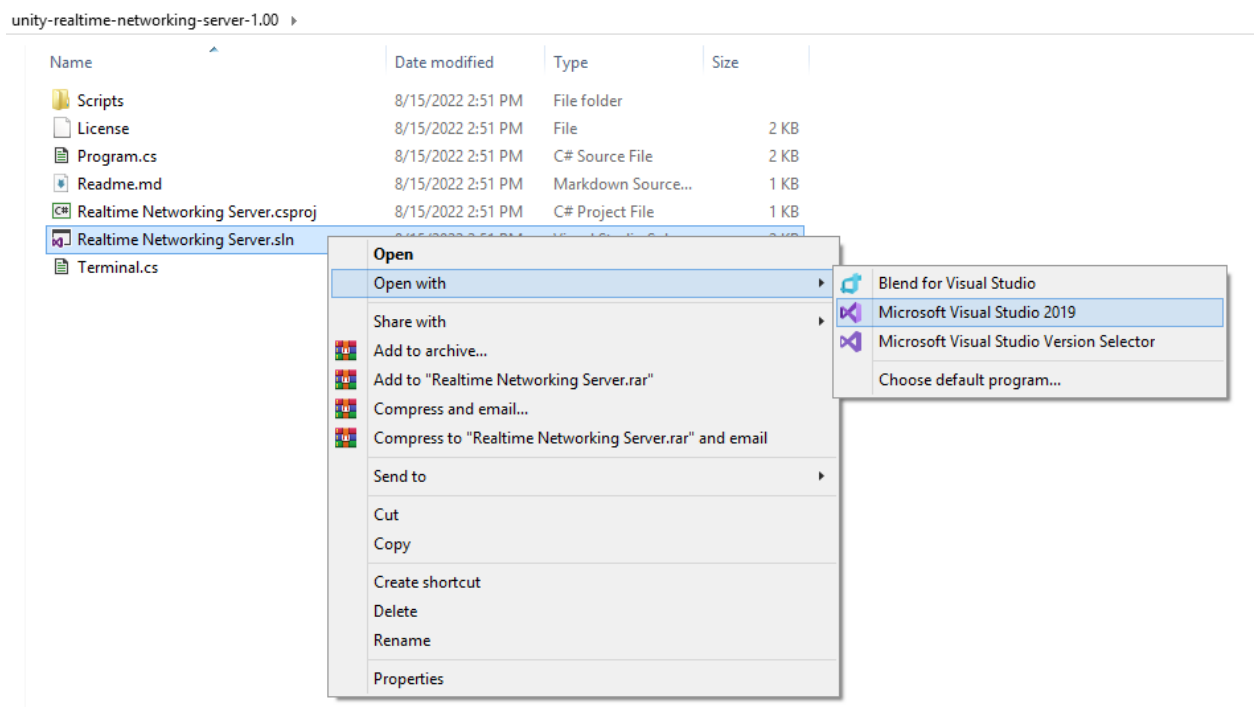 unity-realtime-networking-server-1.00
Name Date modified Type Size
Scripts 8/15/2022 2:51 PM File folder
License 8/15/2022 2:51 PM File 2 KB
Program.cs 8/15/2022 2:51 PM C# Source File 2 KB
Readme.md 8/15/2022 2:51 PM Markdown Source... 1 KB
Realtime Networking Server.csproj 8/15/2022 2:51 PM C# Project File 1 KB
Realtime Networking Server.sln
Terminal.cs
Open
Open with
Share with
Add to archive...
Add to "Realtime Networking Server.rar"
Compress and email...
Compress to "Realtime Networking Server.rar" and email
Send to
Cut
Copy
Create shortcut
Delete
Rename
Properties
Blend for Visual Studio
Microsoft Visual Studio 2019
Microsoft Visual Studio Version Selector
Choose default program...